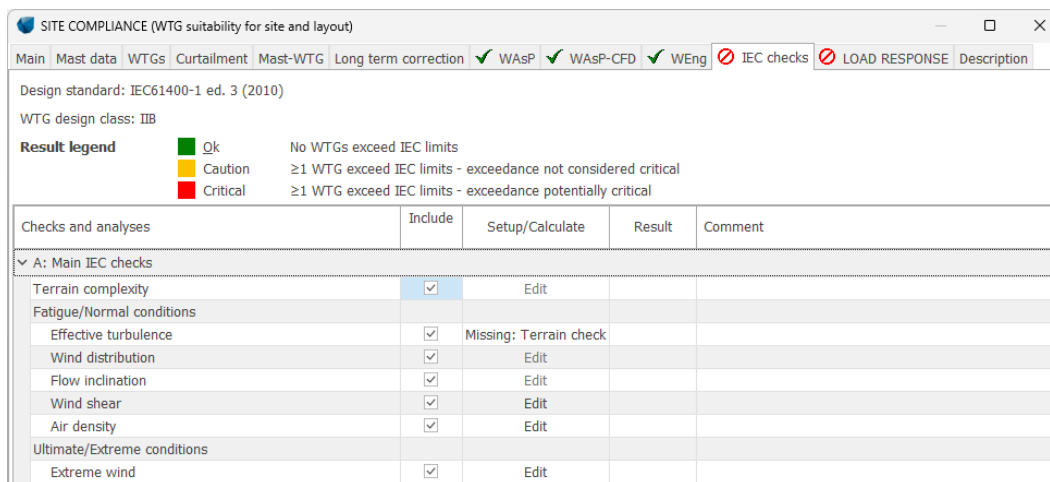 SITE COMPLIANCE (WTG suitability for site and layout)
Main Mast data WTGs Curtailment Mast-WTG Long term correction WAsP WAsP-CFD WEng IEC checks LOAD RESPONSE Description
Design standard: IEC61400-1 ed. 3 (2010)
WTG design class: IIB
Result legend Ok No WTGs exceed IEC limits
Caution ≥1 WTG exceed IEC limits - exceedance not considered critical
Critical ≥1 WTG exceed IEC limits - exceedance potentially critical
Checks and analyses Include Setup/Calculate Result Comment
A: Main IEC checks
Terrain complexity Edit
Fatigue/Normal conditions
Effective turbulence Missing: Terrain check
Wind distribution Edit
Flow inclination Edit
Wind shear Edit
Air density Edit
Ultimate/Extreme conditions
Extreme wind Edit